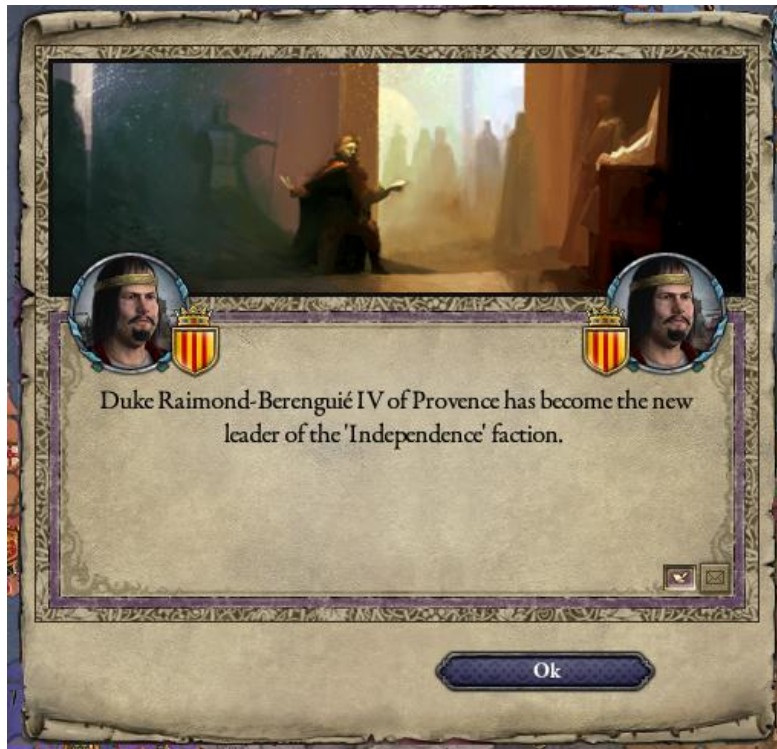 Duke Raimond-Berenguié IV of Provence has become the new
leader of the 'Independence' faction.
Ok